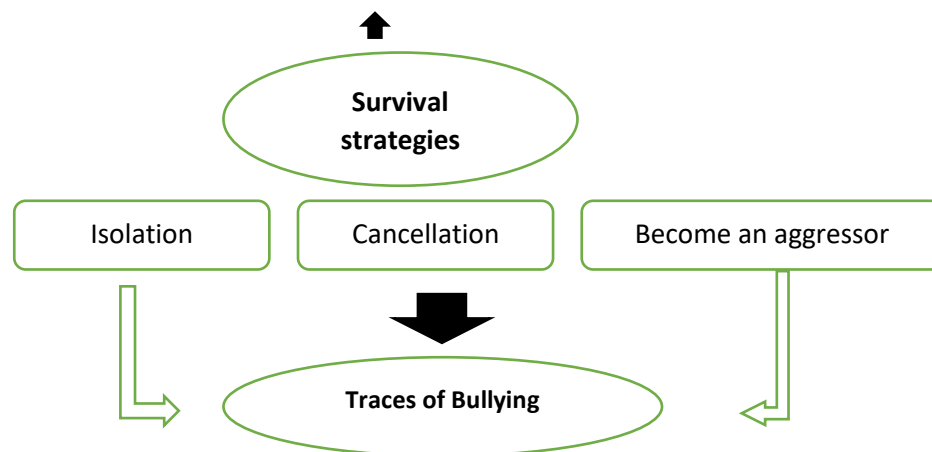 Survival
strategies
Isolation
Cancellation
Become an aggressor
Traces of Bullying